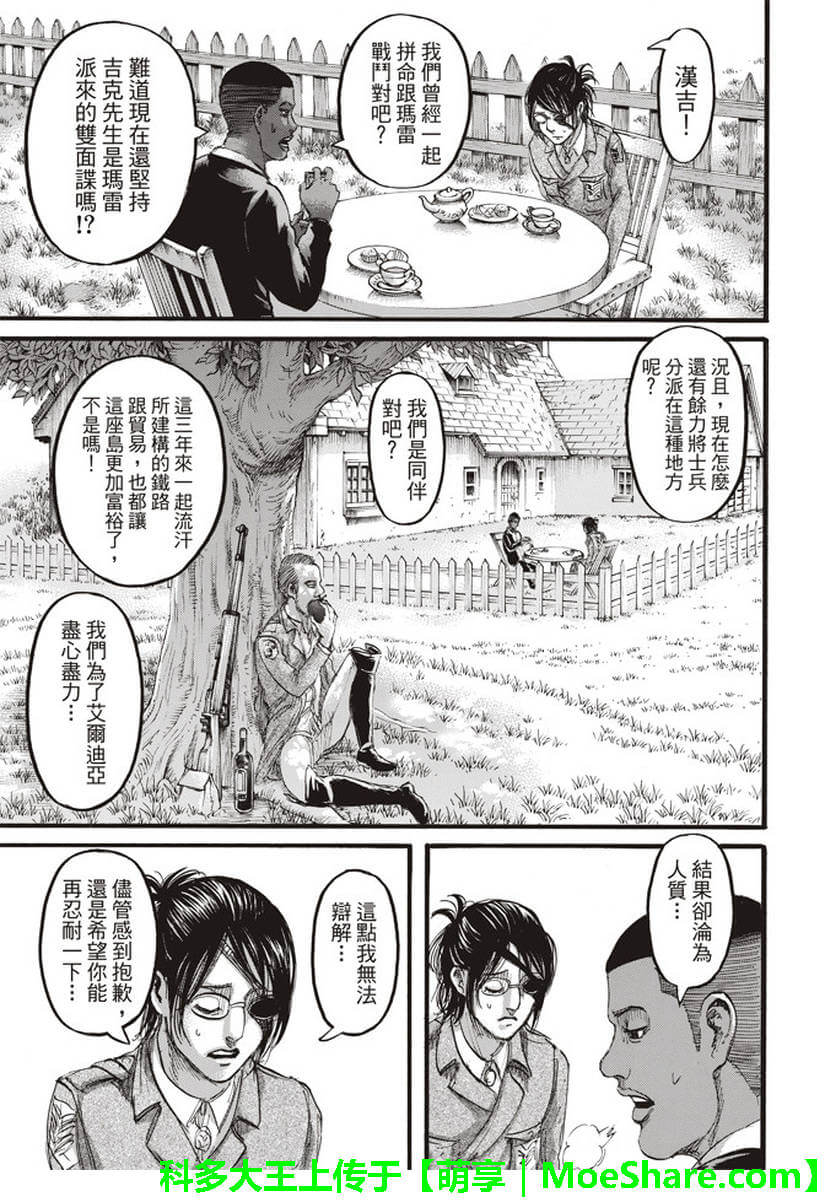 漢吉！
我們曾經一起
拼命跟瑪雷
戰鬥對吧？
難道現在還堅持
吉克先生是瑪雷
派來的雙面諜嗎!?
況且，現在怎麼
還有餘力將士兵
分派在這種地方
呢？
我們是同伴
對吧？
這三年來一起流汗
所建構的鐵路
跟貿易，也都讓
這座島更加富裕了，
不是嗎！
我們為了艾爾迪亞
盡心盡力…
結果卻淪為
人質…
這點我無法
辯解…
儘管感到抱歉，
還是希望你能
再忍耐一下…
科多大王上传于【萌享｜MoeShare.com】